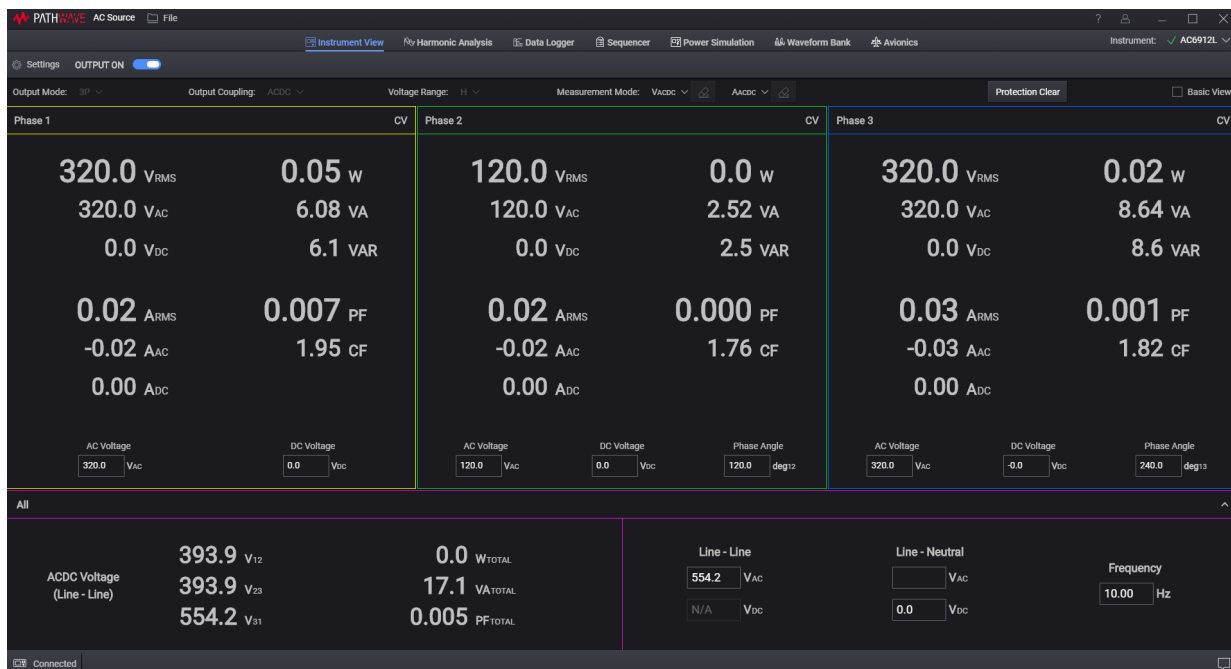 PATHWAVE AC Source File ?
Instrument View Harmonic Analysis Data Logger Sequencer Power Simulation Waveform Bank Avionics Instrument: AC6912L
Settings OUTPUT ON
Output Mode: 3P Output Coupling: ACDC Voltage Range: H Measurement Mode: VACDC AACDC Protection Clear Basic View
Phase 1 CV Phase 2 CV Phase 3 CV
320.0 VRMS 0.05 W 120.0 VRMS 0.0 W 320.0 VRMS 0.02 W
320.0 VAC 6.08 VA 120.0 VAC 2.52 VA 320.0 VAC 8.64 VA
0.0 VDC 6.1 VAR 0.0 VDC 2.5 VAR 0.0 VDC 8.6 VAR
0.02 ARMS 0.007 PF 0.02 ARMS 0.000 PF 0.03 ARMS 0.001 PF
-0.02 AAC 1.95 CF -0.02 AAC 1.76 CF -0.03 AAC 1.82 CF
0.00 ADC 0.00 ADC 0.00 ADC
AC Voltage DC Voltage AC Voltage DC Voltage Phase Angle AC Voltage DC Voltage Phase Angle
320.0 VAC 0.0 VDC 120.0 VAC 0.0 VDC 120.0 deg12 320.0 VAC -0.0 VDC 240.0 deg13
All
ACDC Voltage
(Line - Line)
393.9 V12 0.0 WTOTAL
393.9 V23 17.1 VATOTAL
554.2 V31 0.005 PFTOTAL
Line - Line Line - Neutral Frequency
554.2 VAC VAC 10.00 Hz
N/A VDC 0.0 VDC
Connected